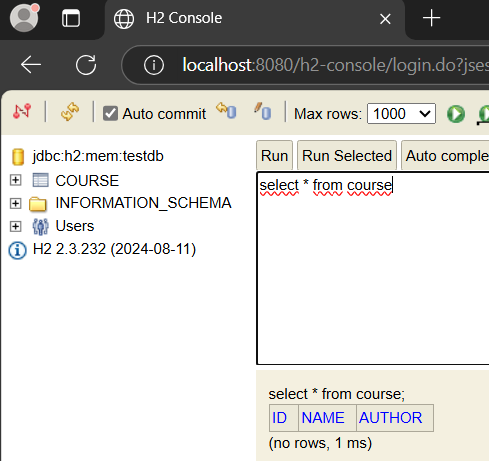 H2 Console
localhost:8080/h2-console/login.do?jses
Auto commit
Max rows: 1000
jdbc:h2:mem:testdb
COURSE
INFORMATION_SCHEMA
Users
H2 2.3.232 (2024-08-11)
Run
Run Selected
Auto comple
select * from course
select * from course;
ID NAME AUTHOR
(no rows, 1 ms)